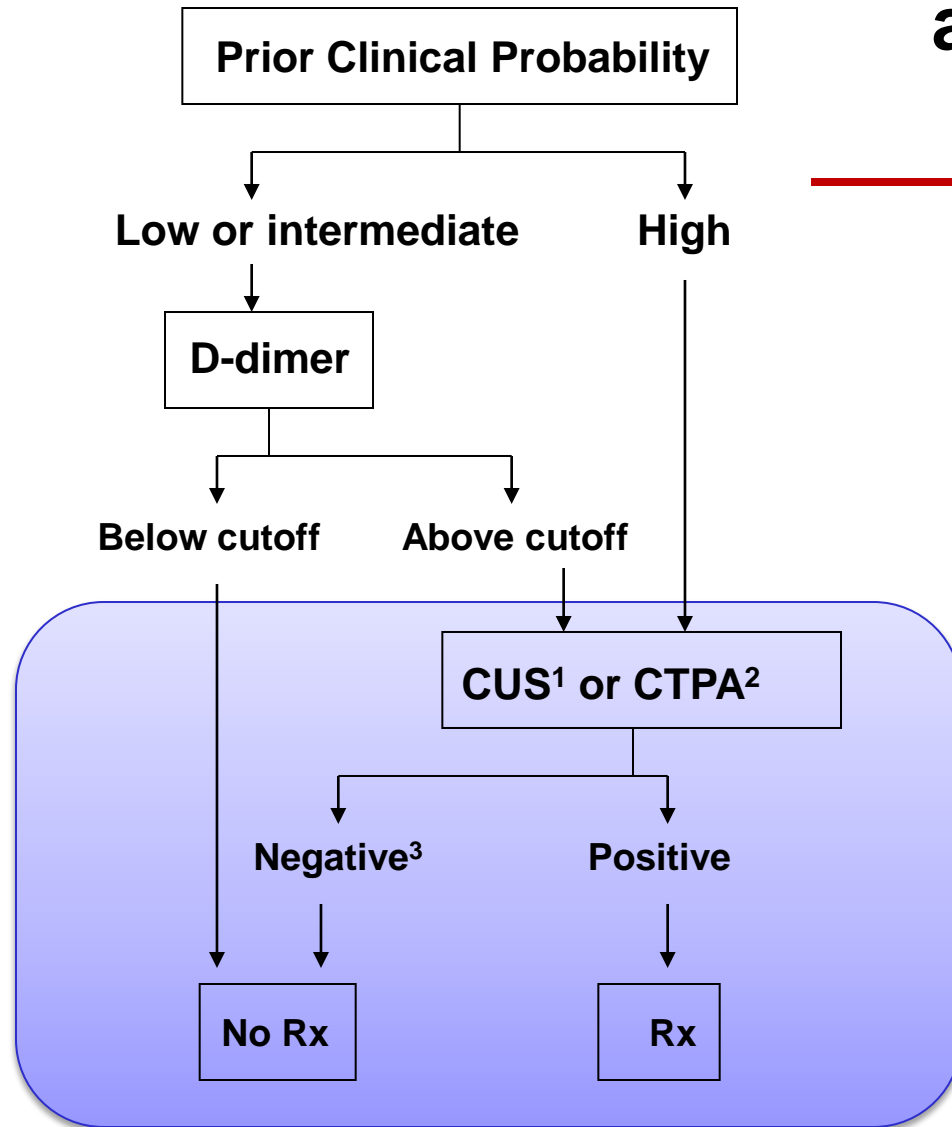 a
Prior Clinical Probability
Low or intermediate
High
D-dimer
Below cutoff
Above cutoff
CUS¹ or CTPA²
Negative³
Positive
No Rx
Rx